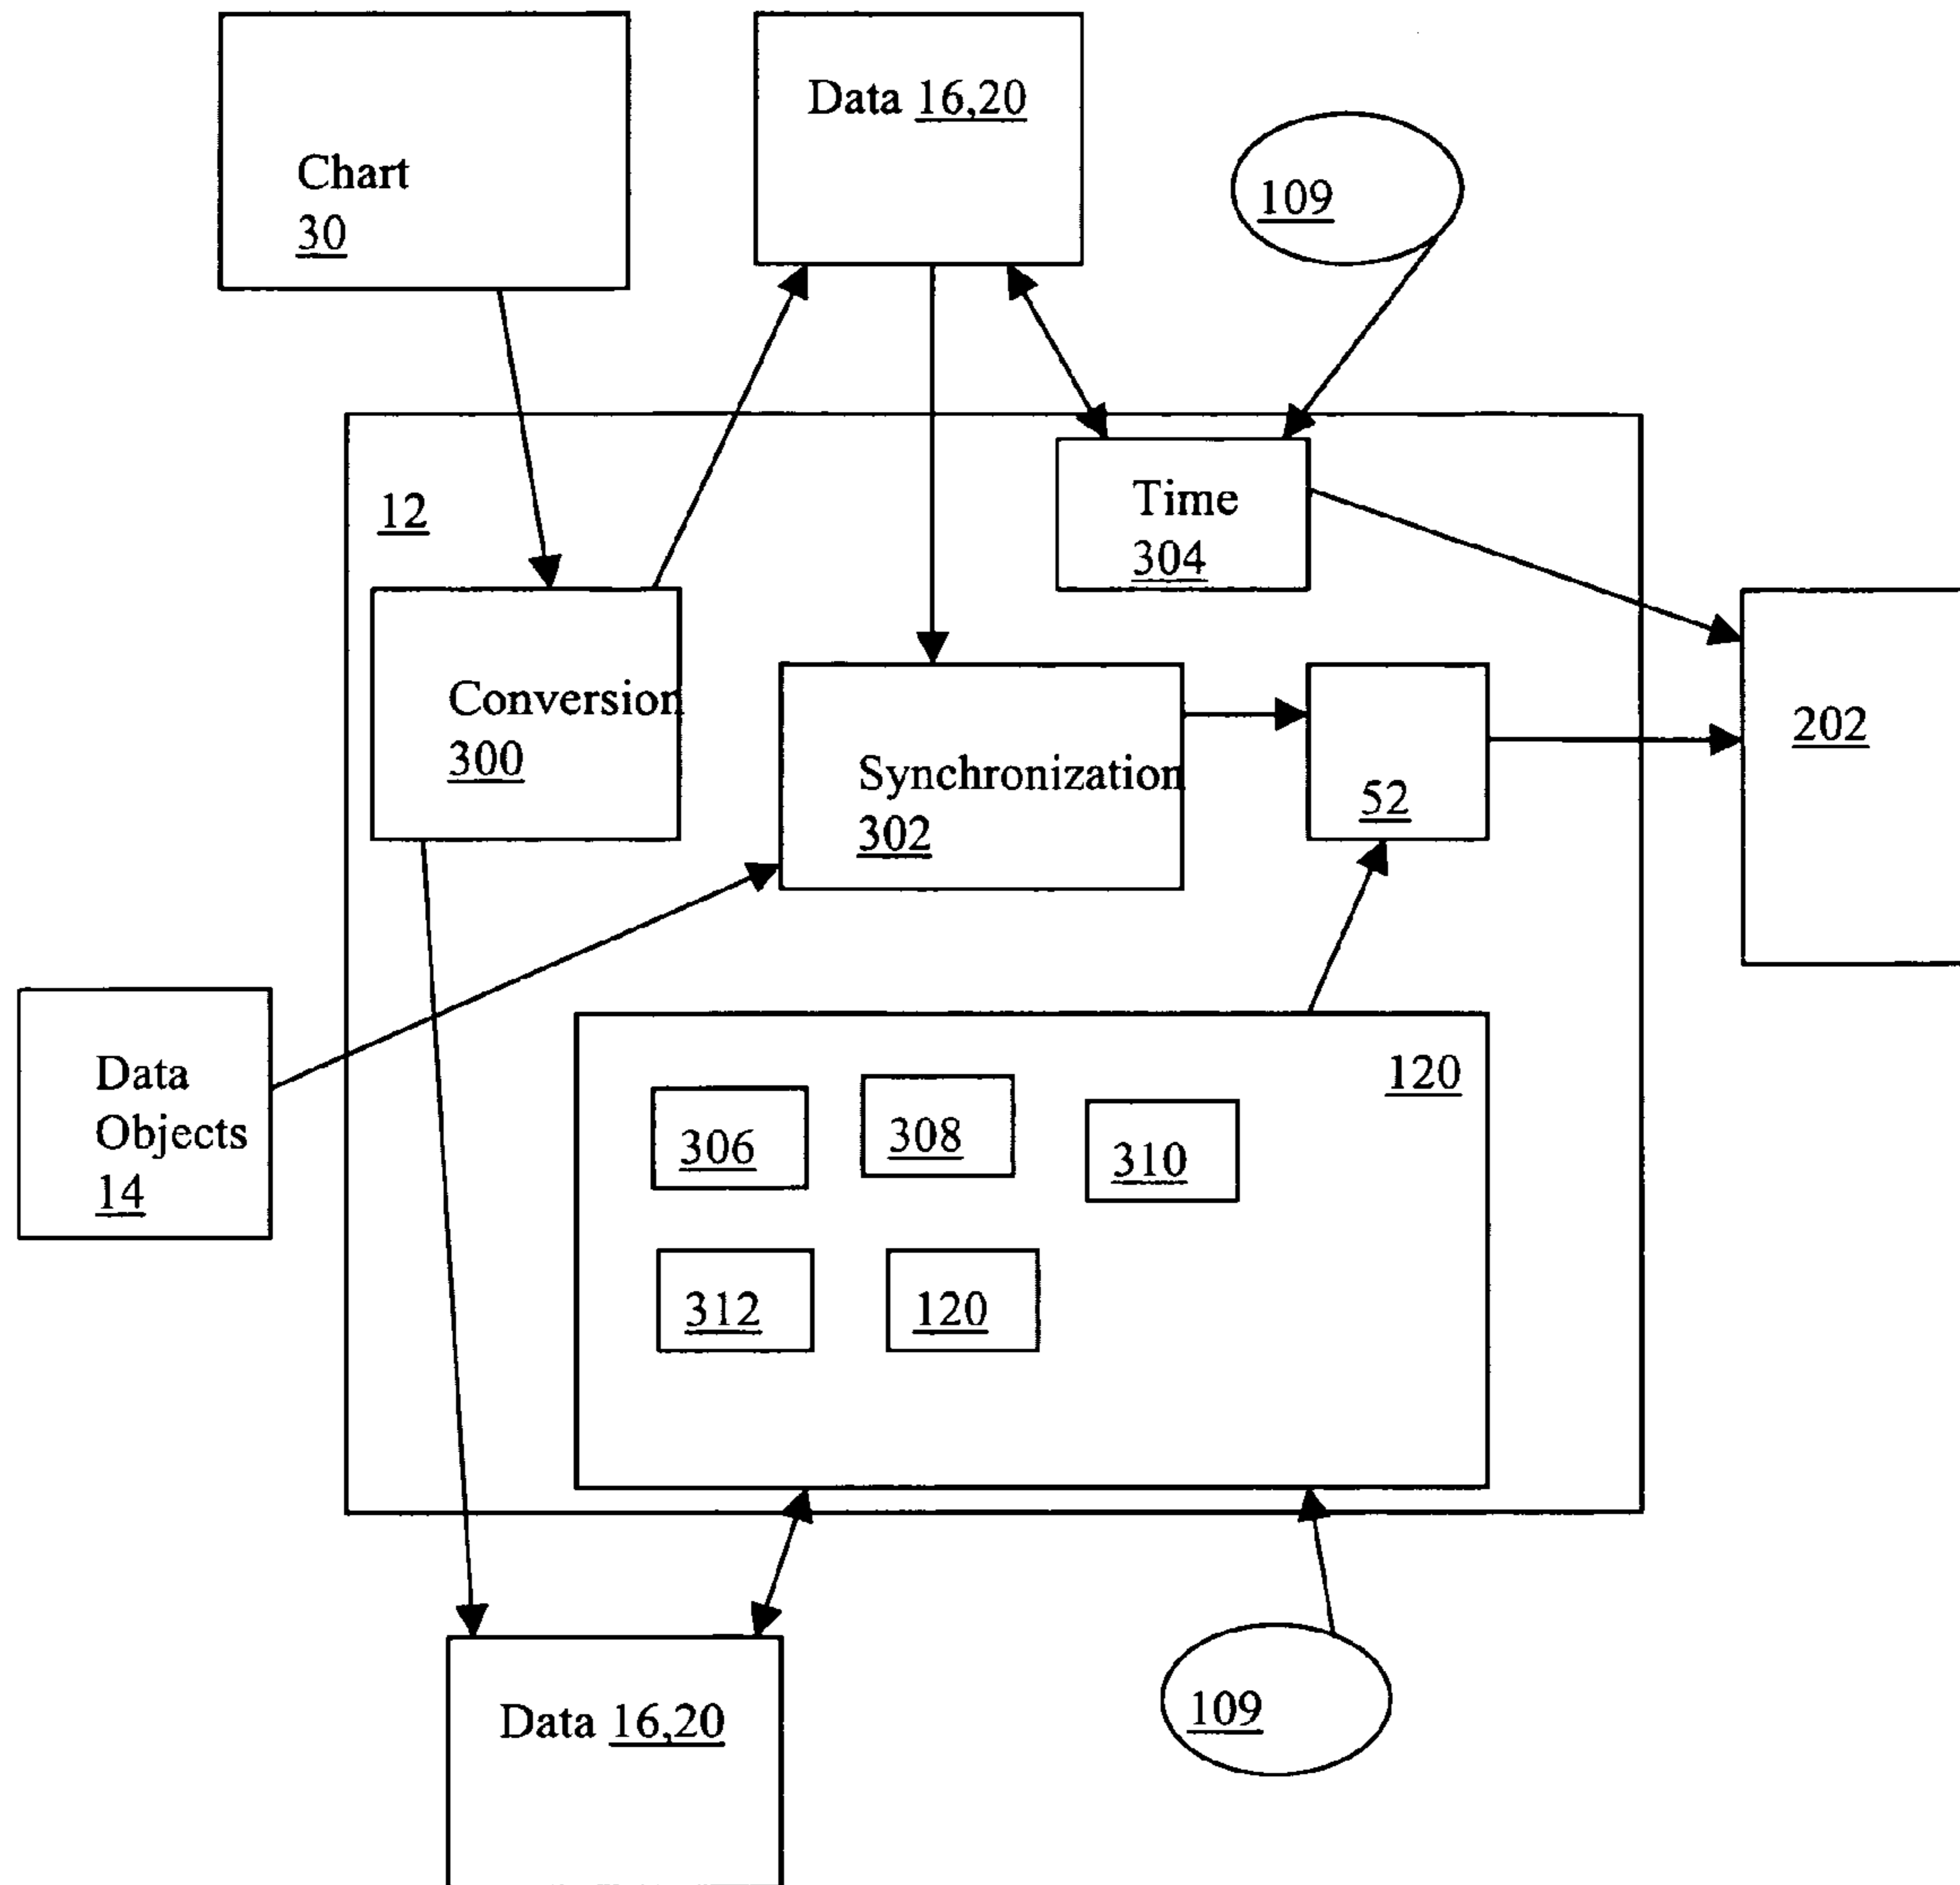 Chart
30
Data 16,20
109
12
Time
304
Conversion
300
Synchronization
302
52
202
Data
Objects
14
120
306
308
310
312
120
Data 16,20
109